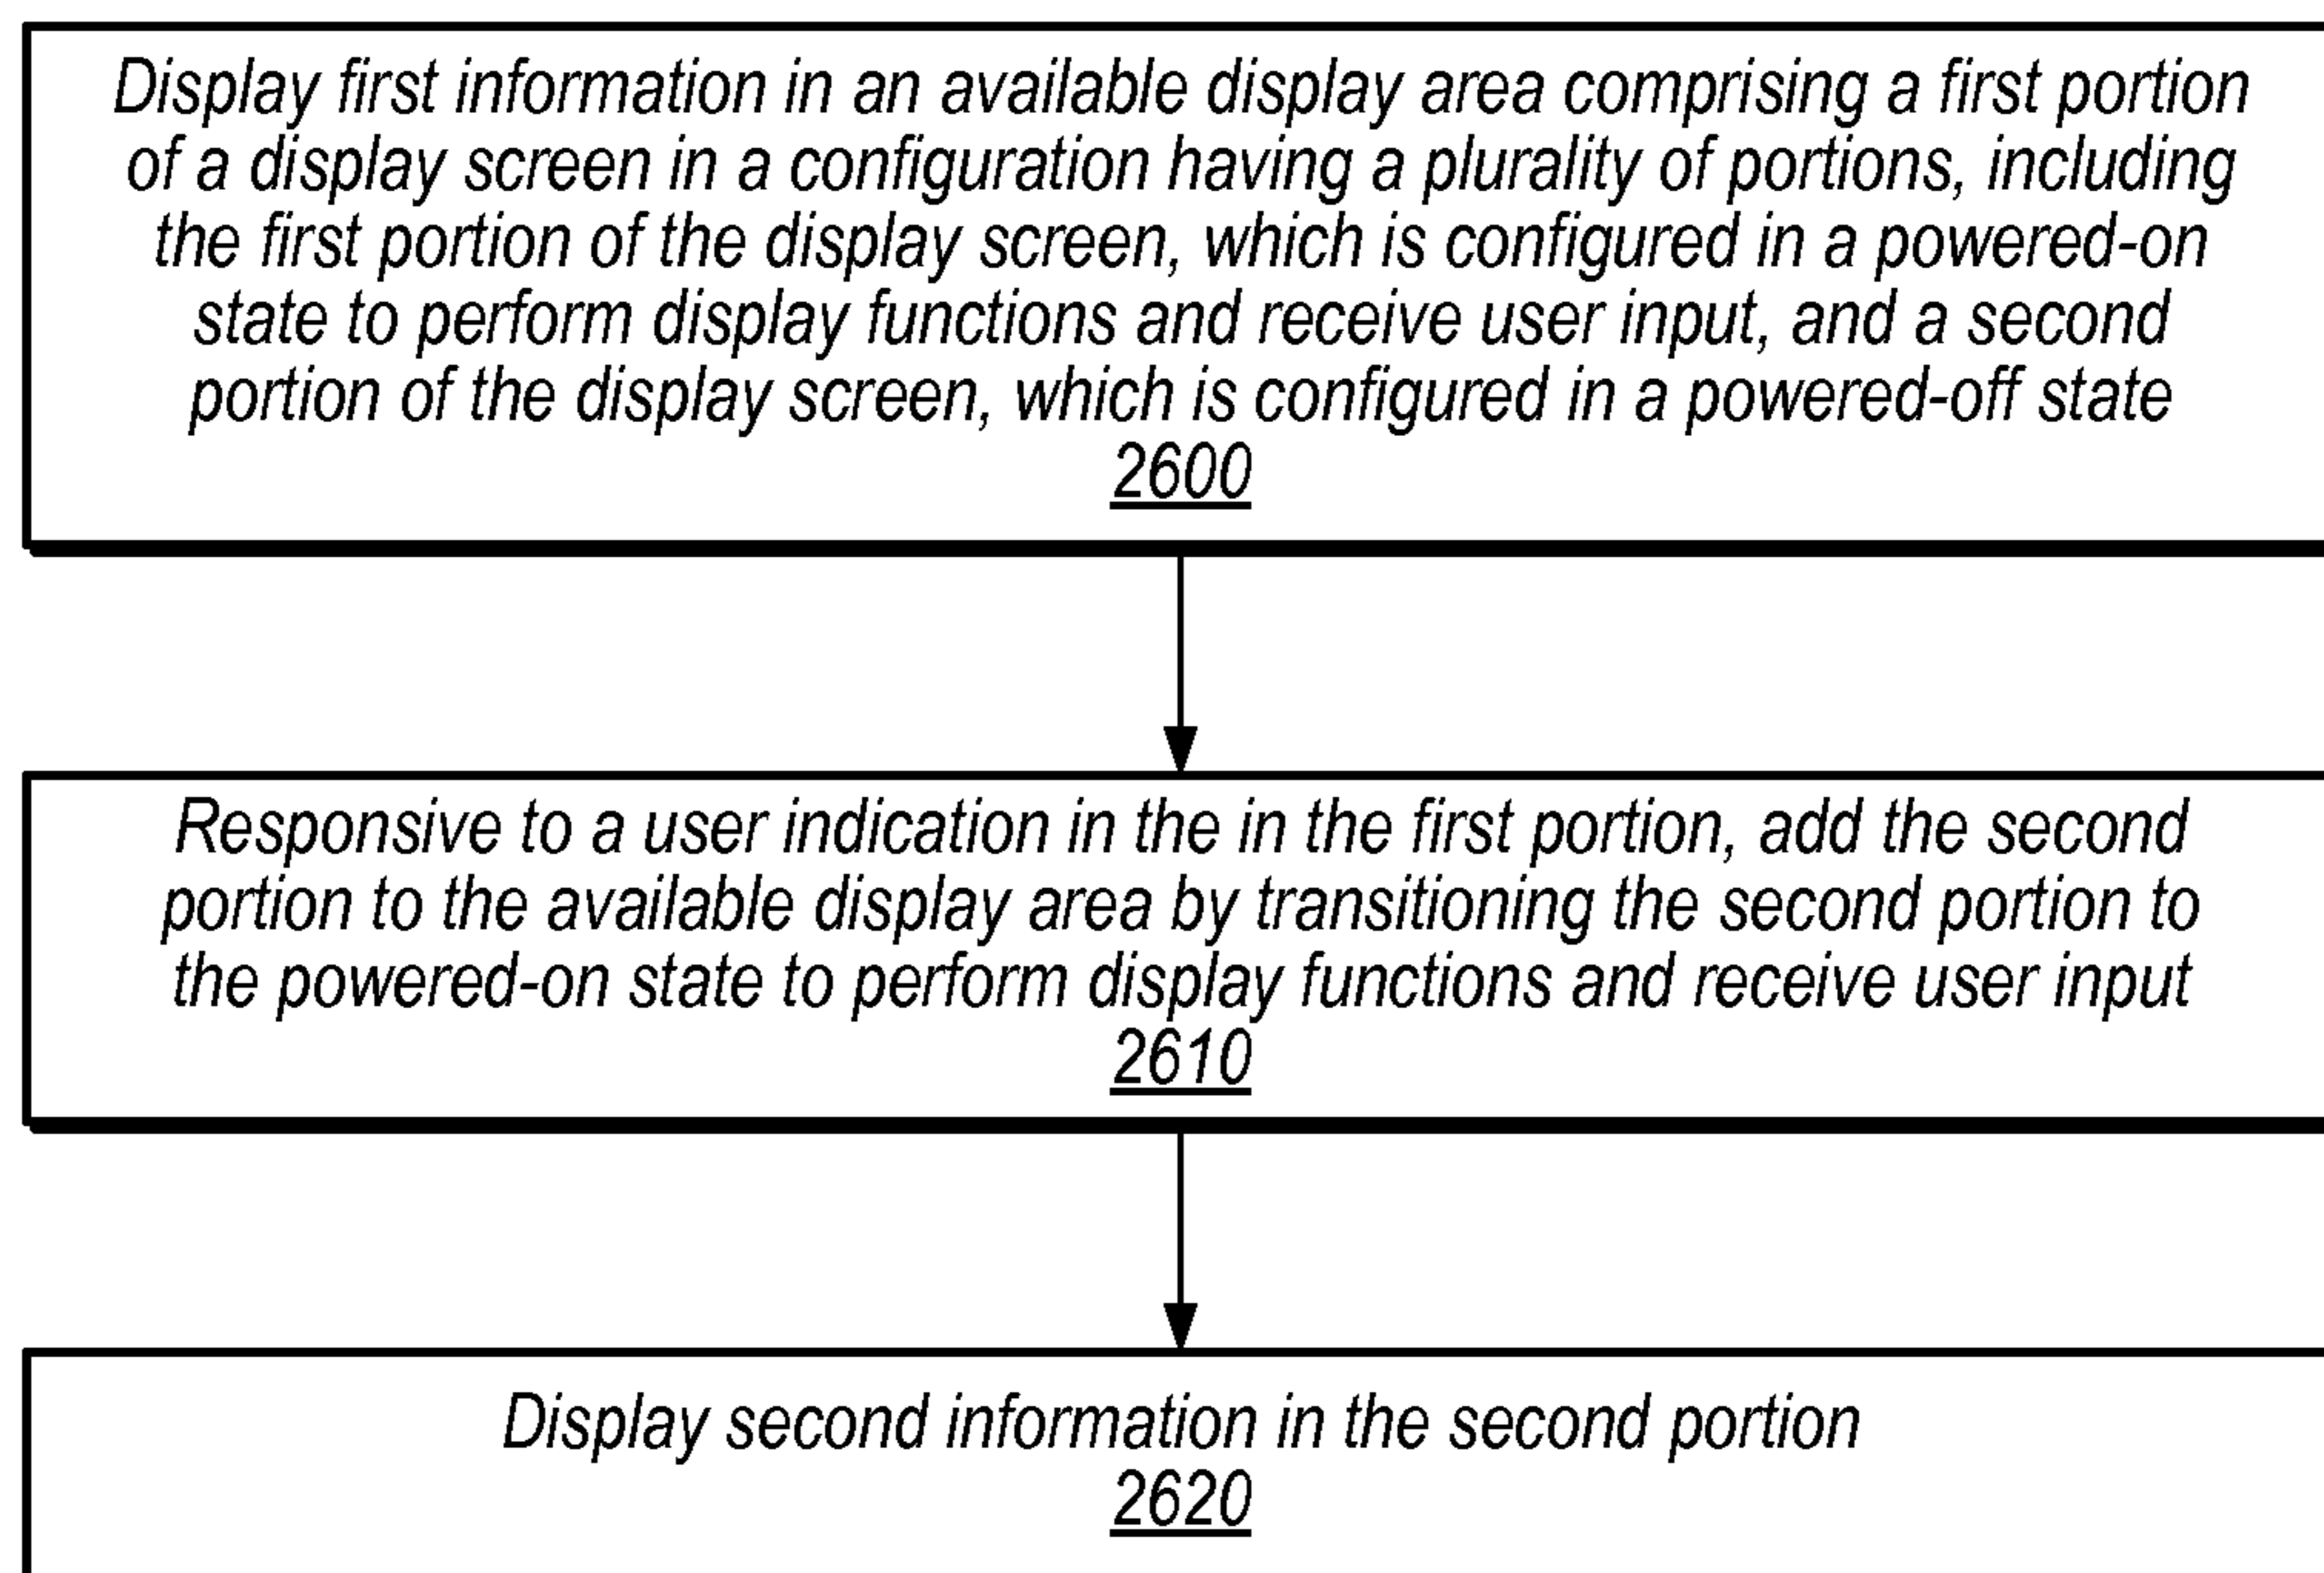 Display first information in an available display area comprising a first portion
of a display screen in a configuration having a plurality of portions, including
the first portion of the display screen, which is configured in a powered-on
state to perform display functions and receive user input, and a second
portion of the display screen, which is configured in a powered-off state
2600
Responsive to a user indication in the in the first portion, add the second
portion to the available display area by transitioning the second portion to
the powered-on state to perform display functions and receive user input
2610
Display second information in the second portion
2620